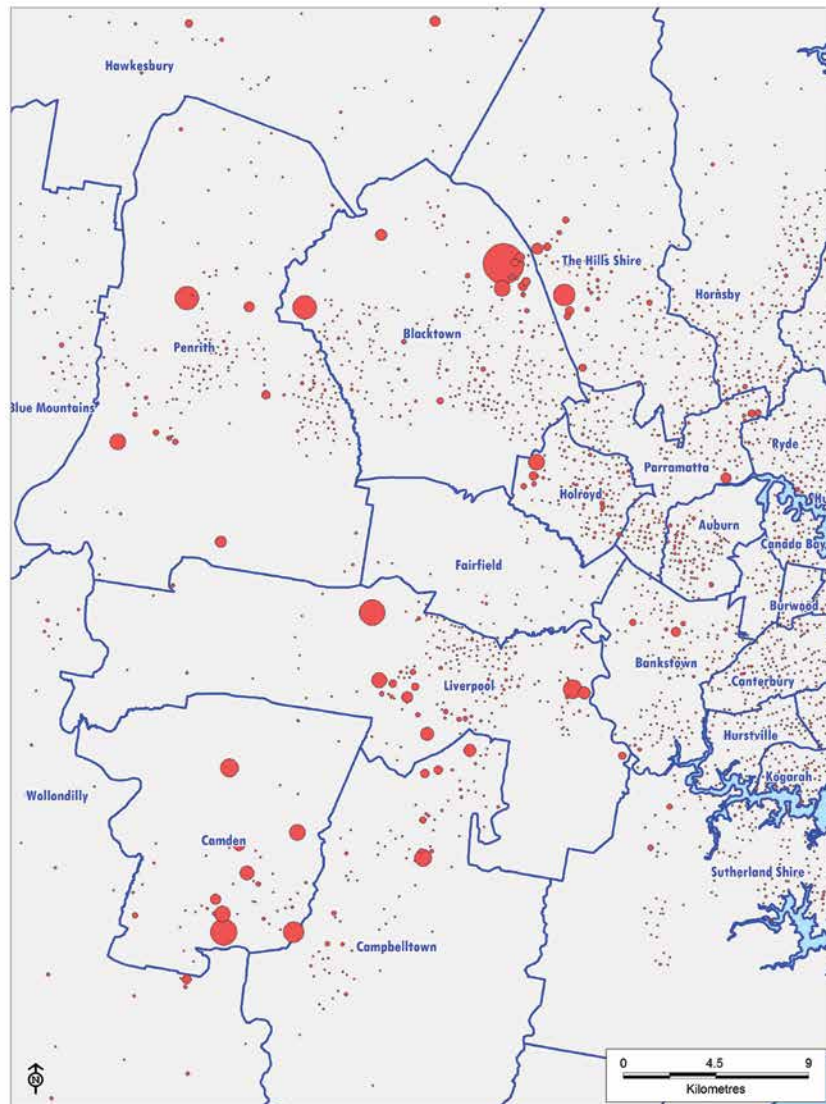 Hawkesbury
The Hills Shire
Hornsby
Blacktown
Penrith
Blue Mountains
Ryde
Parramatta
Holroyd
Auburn
Canada Bay
Fairfield
Burwood
Bankstown
Liverpool
Canterbury
Hurstville
Kogarah
Wollondilly
Camden
Sutherland Shire
Campbelltown
N
0 4.5 9
Kilometres